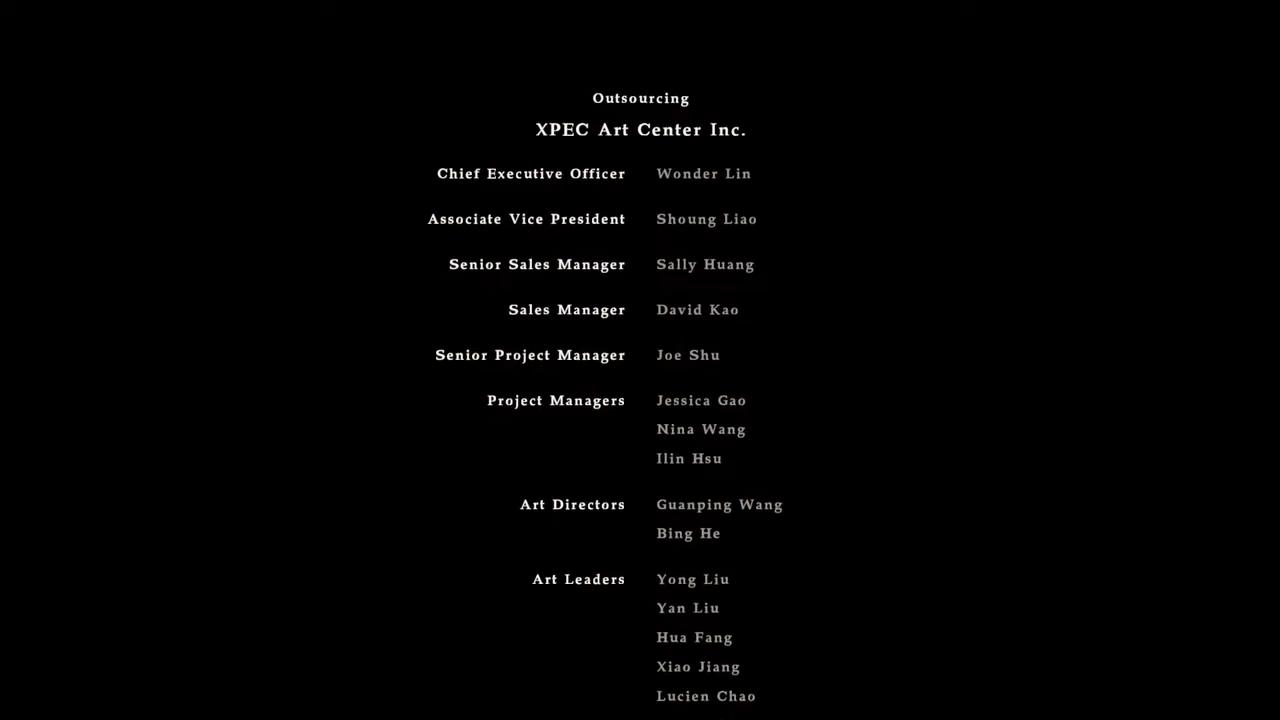 Outsourcing
XPEC Art Center Inc.
Chief Executive Officer Wonder Lin
Associate Vice President Shoung Liao
Senior Sales Manager Sally Huang
Sales Manager David Kao
Senior Project Manager Joe Shu
Project Managers Jessica Gao
Nina Wang
Ilin Hsu
Art Directors Guanping Wang
Bing He
Art Leaders Yong Liu
Yan Liu
Hua Fang
Xiao Jiang
Lucien Chao